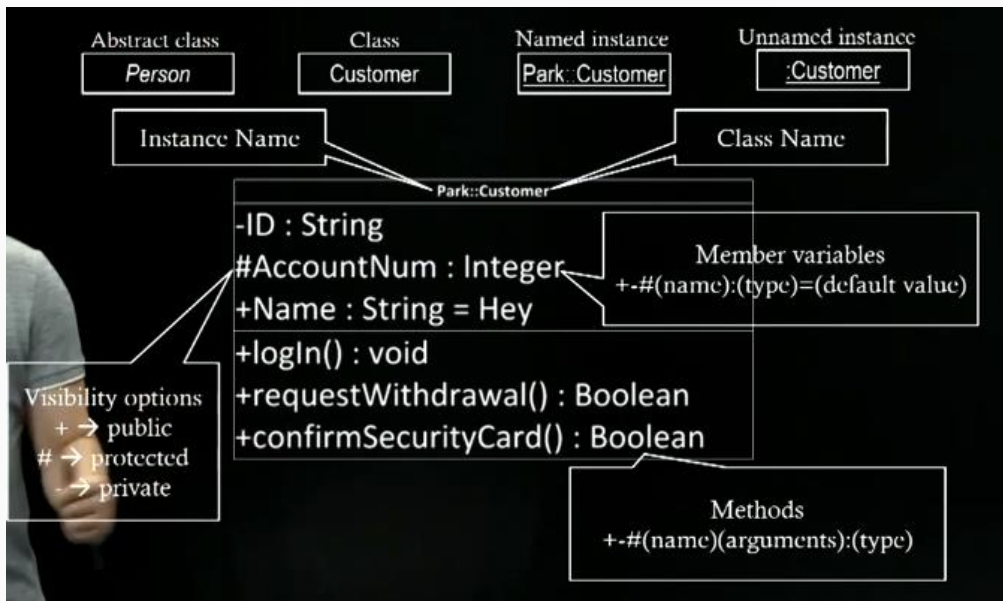 Abstract class
Class
Named instance
Unnamed instance
Person
Customer
Park::Customer
:Customer
Instance Name
Class Name
Park::Customer
-ID : String
#AccountNum : Integer
+Name : String = Hey
Member variables
+-#(name):(type)=(default value)
+logIn() : void
+requestWithdrawal() : Boolean
+confirmSecurityCard() : Boolean
Visibility options
+ → public
# → protected
- → private
Methods
+-#(name)(arguments):(type)